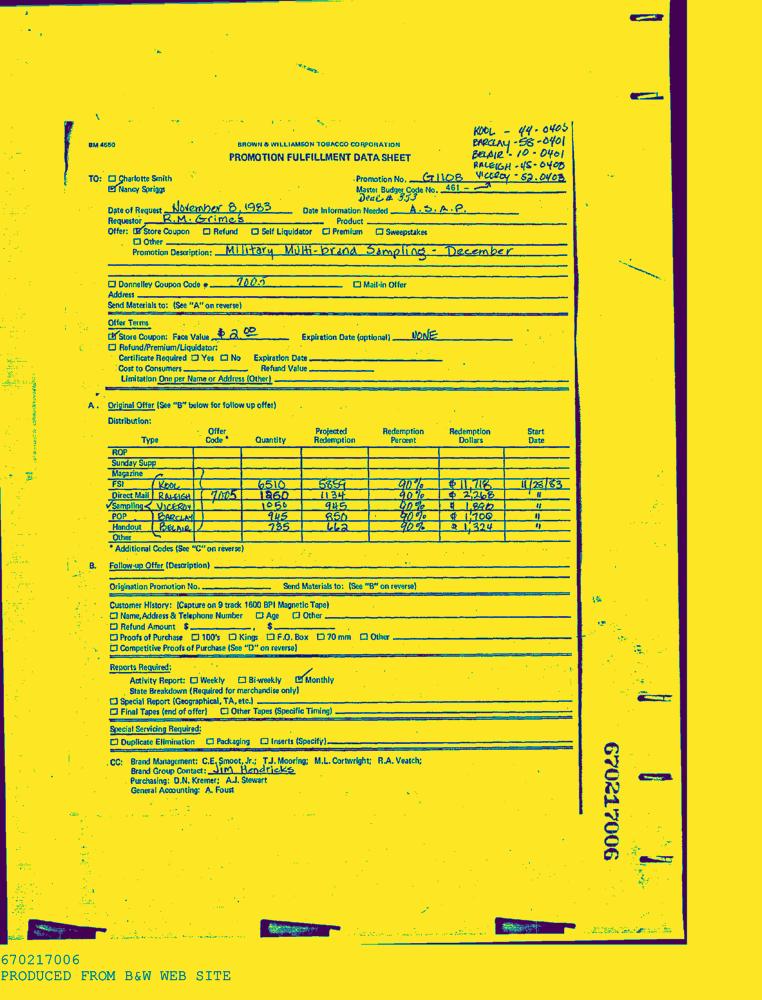 KOOL - 44-0403
BARCLAY - 58-0401
BELAIR - 10-0401
RALEIGH - 45-0403
VICEROY - 52.0403
BM 4650
BROWN & WILLIAMSON TOBACCO CORPORATION
PROMOTION FULFILLMENT DATA SHEET
TO: Charlotte Smith
Nancy Spriggs
Promotion No. G110B
Master Budget Code No. 461 -
Deal # 353
Date of Request November 8, 1983 Date Information Needed A.S.A.P.
Requestor R.M. Grimes Product
Offer: Store Coupon Refund Self Liquidator Premium Sweepstakes
Other
Promotion Description: Military Multi-brand Sampling - December
Donnelley Coupon Code # 7005 Mail-in Offer
Address
Send Materials to: (See "A" on reverse)
Offer Terms
Store Coupon: Face Value $ 2.00 Expiration Date (optional) NONE
Refund/Premium/Liquidator:
Certificate Required Yes No Expiration Date
Cost to Consumers Refund Value
Limitation One per Name or Address (Other)
A. Original Offer (See "B" below for follow up offer)
Distribution:
Type Offer Code * Quantity Projected Redemption Redemption Percent Redemption Dollars Start Date
ROP
Sunday Supp
Magazine
FSI KOOL 6510 5859 90% $ 11,718 11/28/83
Direct Mail RALEIGH 7005 1260 1134 90% $ 2,268 "
Sampling VICEROY 1050 945 90% $ 1,890 "
POP BARCLAY 945 850 90% $ 1,700 "
Handout BELAIR 735 662 90% $ 1,324 "
Other
* Additional Codes (See "C" on reverse)
B. Follow-up Offer (Description)
Origination Promotion No. Send Materials to: (See "B" on reverse)
Customer History: (Capture on 9 track 1600 BPI Magnetic Tape)
Name, Address & Telephone Number Age Other
Refund Amount $ , $
Proofs of Purchase 100's Kings F.O. Box 70 mm Other
Competitive Proofs of Purchase (See "D" on reverse)
Reports Required:
Activity Report: Weekly Bi-weekly Monthly
State Breakdown (Required for merchandise only)
Special Report (Geographical, TA, etc.)
Final Tapes (end of offer) Other Tapes (Specific Timing)
Special Servicing Required:
Duplicate Elimination Packaging Inserts (Specify)
CC: Brand Management: C.E. Smoot, Jr.; T.J. Mooring; M.L. Cortwright; R.A. Veatch;
Brand Group Contact: Jim Hendricks
Purchasing: D.N. Kremer; A.J. Stewart
General Accounting: A. Foust
670217006
670217006
PRODUCED FROM B&W WEB SITE